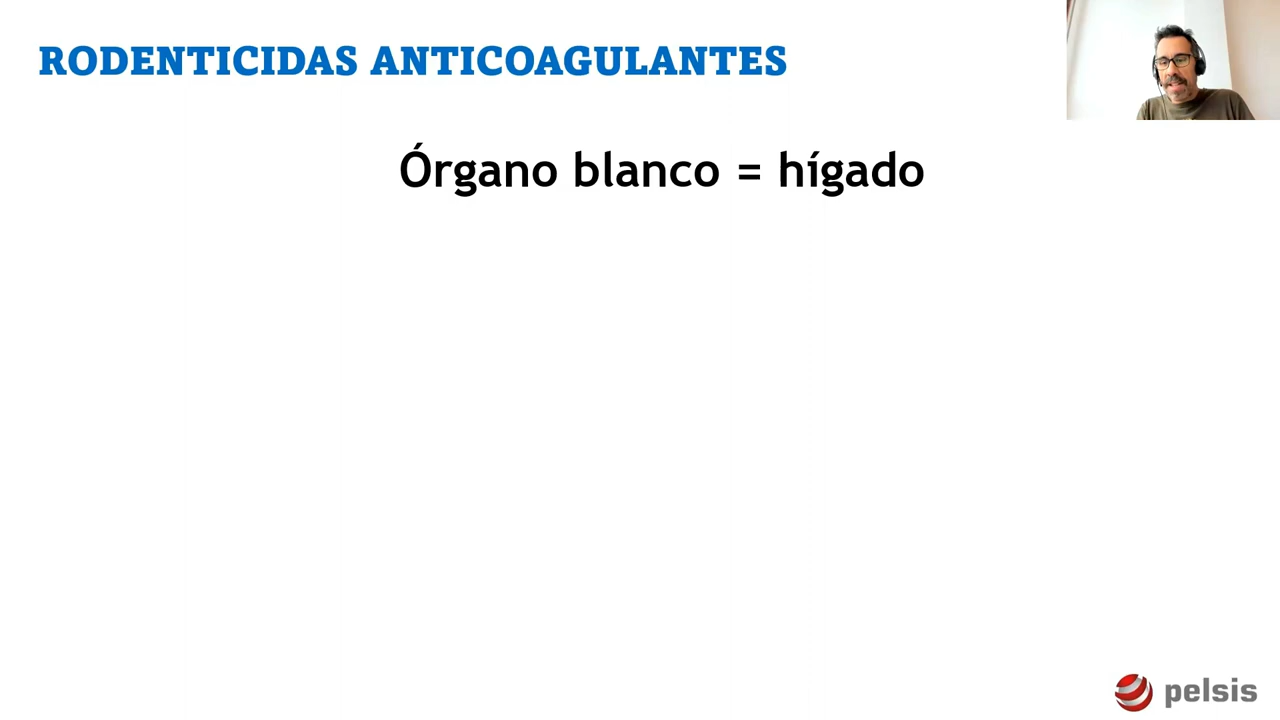 RODENTICIDAS ANTICOAGULANTES
Órgano blanco = hígado
pelsis